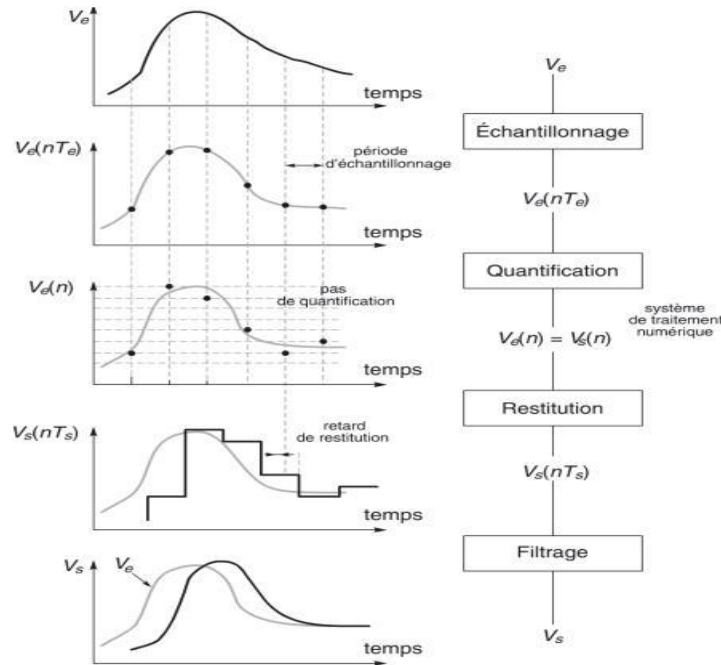 Ve
temps
Ve(nTe)
période
d'échantillonnage
temps
Ve(n)
pas
de quantification
temps
Vs(nTs)
retard
de restitution
temps
Vs
Ve
temps
Ve
Échantillonnage
Ve(nTe)
Quantification
Ve(n) = Vs(n)
système
de traitement
numérique
Restitution
Vs(nTs)
Filtrage
Vs